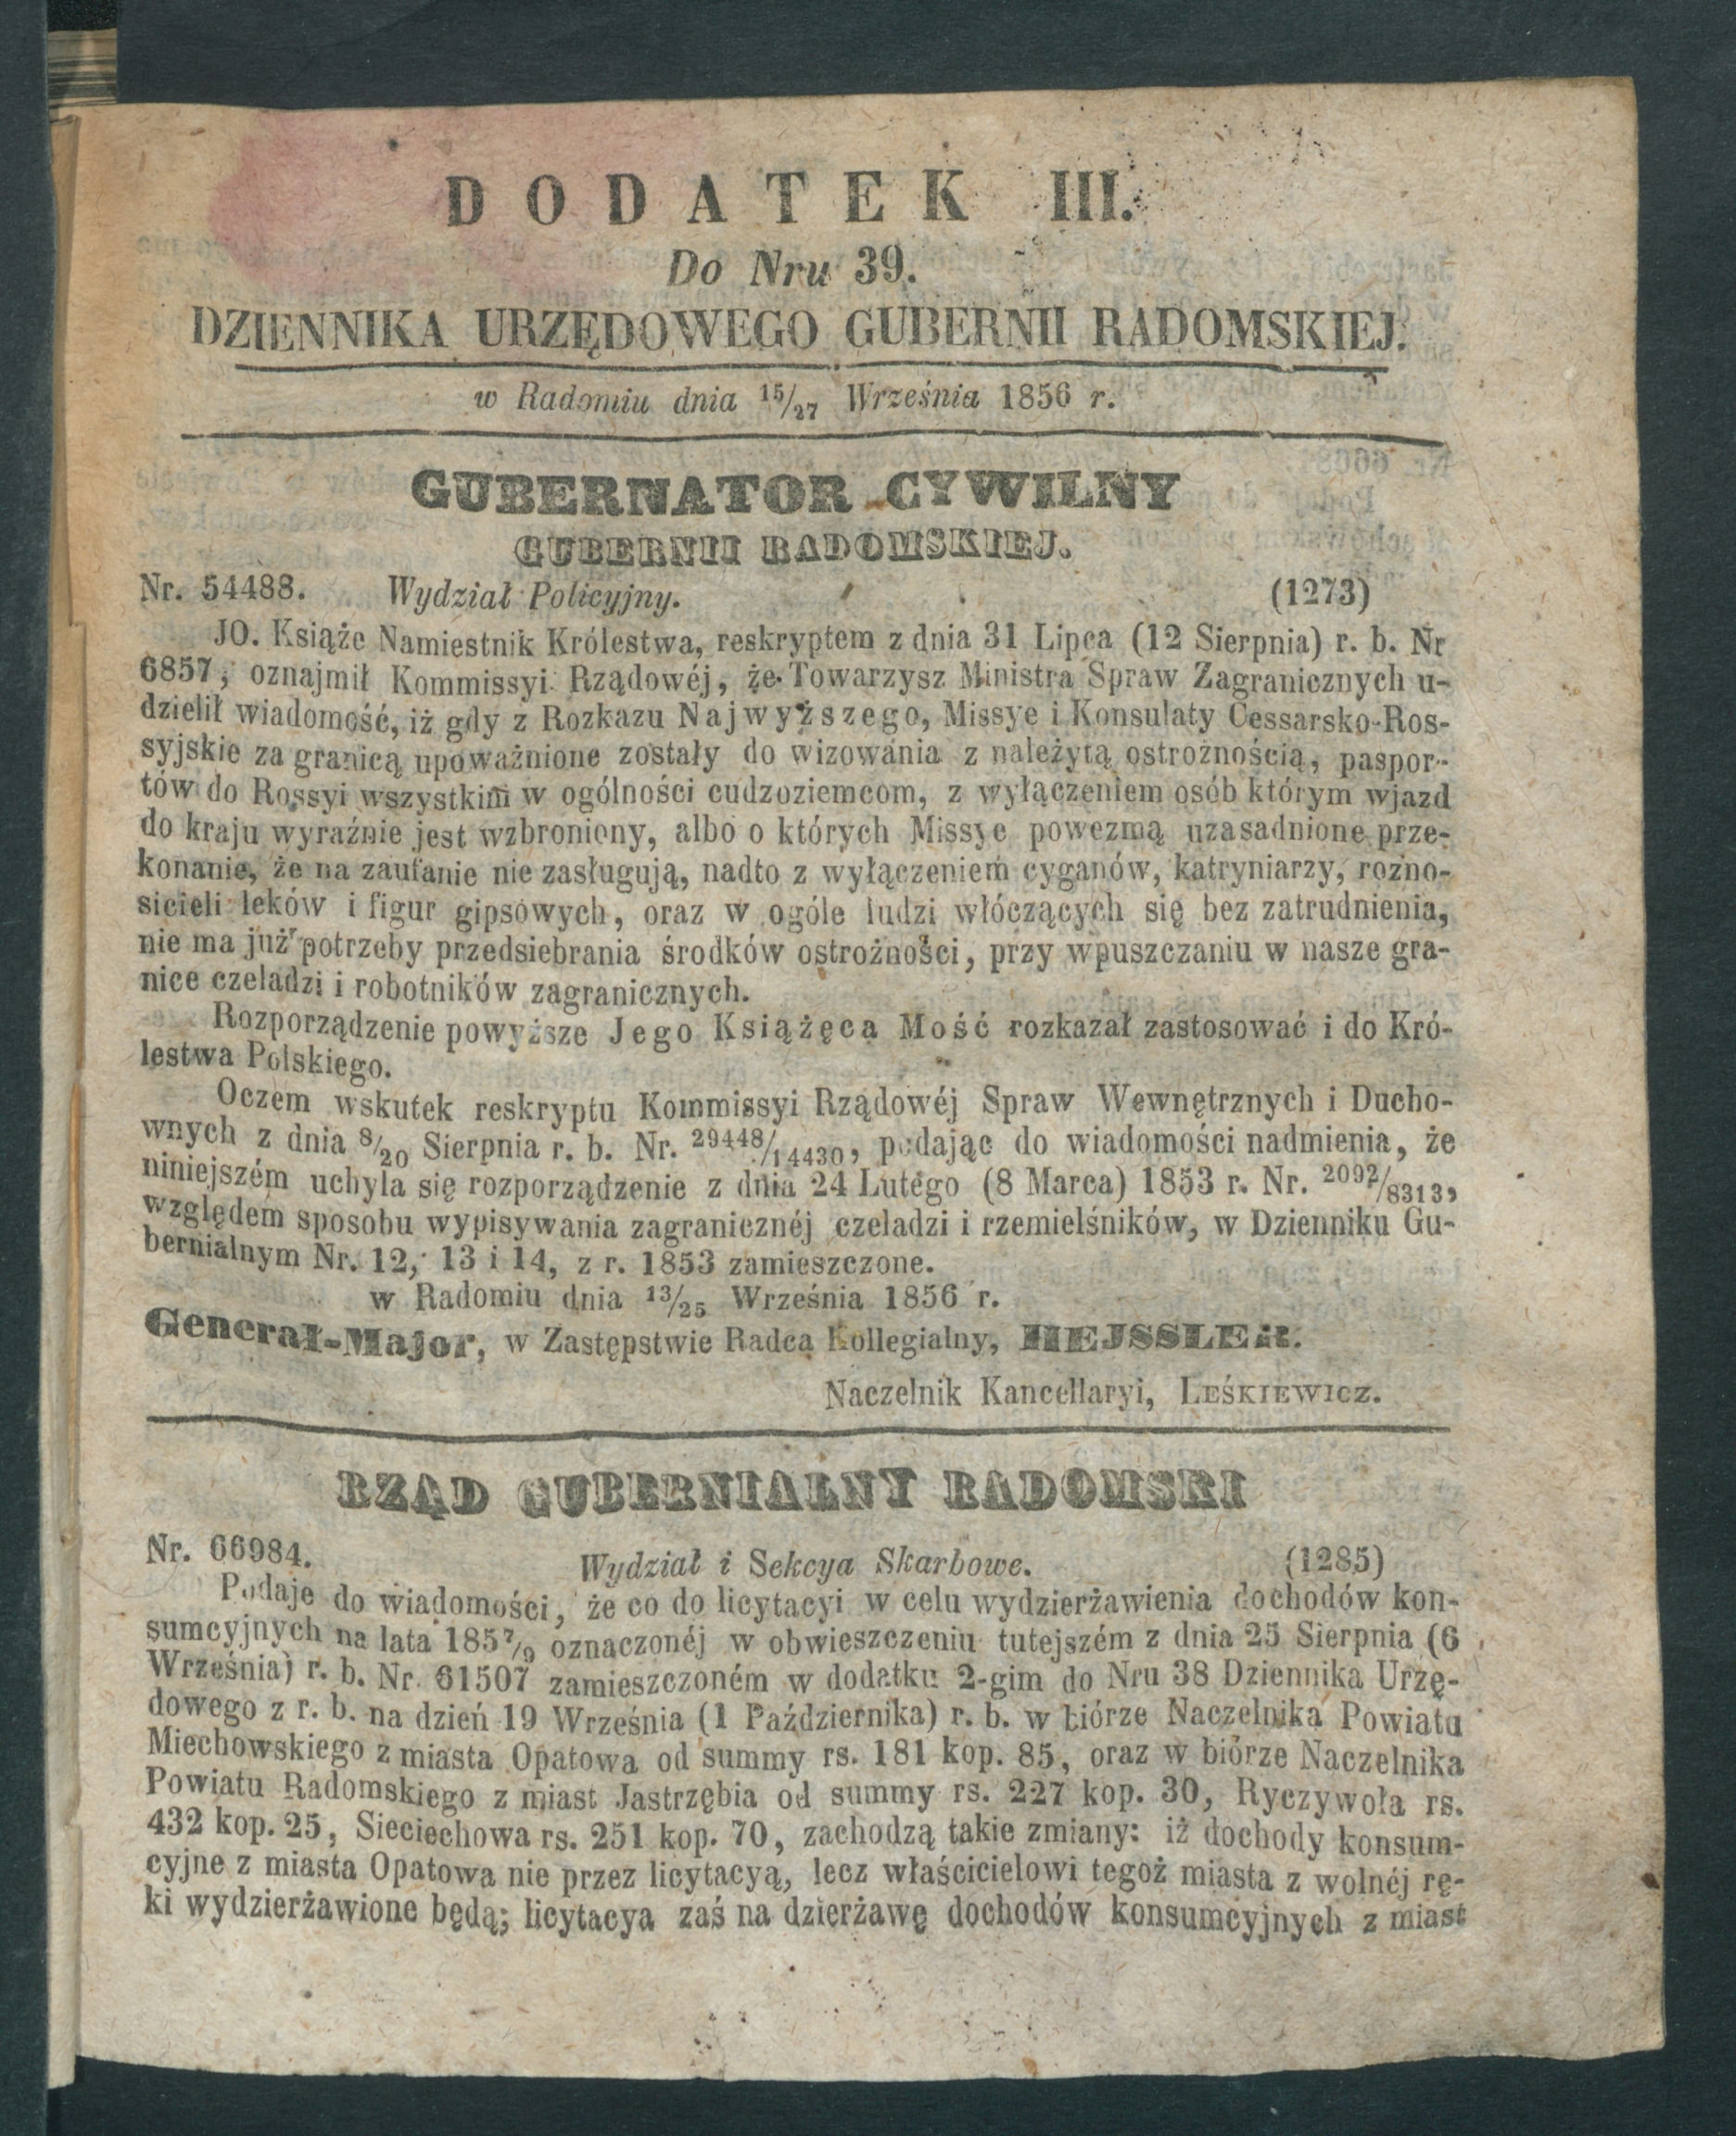 DODATEK III.
Do Nru 39.
DZIENNIKA URZĘDOWEGO GUBERNII RADOMSKIEJ.
w Radomiu dnia 15/27 Września 1856 r.
GUBERNATOR CYWILNY
GUBERNII RADOMSKIEJ.
Nr. 54488. Wydział Policyjny. (1273)
JO. Książe Namiestnik Królestwa, reskryptem z dnia 31 Lipca (12 Sierpnia) r. b. Nr
6857, oznajmił Kommissyi Rządowéj, że Towarzysz Ministra Spraw Zagranicznych u-
dzielił wiadomość, iż gdy z Rozkazu Najwyższego, Missye i Konsulaty Cessarsko-Ros-
syjskie za granicą upoważnione zostały do wizowania z należytą ostrożnością, paspor-
tów do Rossyi wszystkim w ogólności cudzoziemcom, z wyłączeniem osób którym wjazd
do kraju wyraźnie jest wzbroniony, albo o których Missye powezmą uzasadnione prze-
konanie, że na zaufanie nie zasługują, nadto z wyłączeniem cyganów, katryniarzy, rozno-
sicieli leków i figur gipsowych, oraz w ogóle ludzi włóczących się bez zatrudnienia,
nie ma już potrzeby przedsiebrania środków ostrożności, przy wpuszczaniu w nasze gra-
nice czeladzi i robotników zagranicznych.
Rozporządzenie powyższe Jego Książęca Mość rozkazał zastosować i do Kró-
lestwa Polskiego.
Oczem wskutek reskryptu Kommissyi Rządowéj Spraw Wewnętrznych i Ducho-
wnych z dnia 8/20 Sierpnia r. b. Nr. 29448/14430, podając do wiadomości nadmienia, że
niniejszém uchyla się rozporządzenie z dnia 24 Lutego (8 Marca) 1853 r. Nr. 2092/8313,
względem sposobu wypisywania zagranicznéj czeladzi i rzemielśników, w Dzienniku Gu-
bernialnym Nr. 12, 13 i 14, z r. 1853 zamieszczone.
w Radomiu dnia 13/25 Września 1856 r.
Generał-Major, w Zastępstwie Radca Kollegialny, HEJSSLER.
Naczelnik Kancellaryi, LEŚKIEWICZ.
RZĄD GUBERNIALNY RADOMSKI
Nr. 66984. Wydział i Sekcya Skarbowe. (1285)
Podaje do wiadomości, że co do licytacyi w celu wydzierżawienia dochodów kon-
sumcyjnych na lata 1857/9 oznaczonéj w obwieszczeniu tutejszém z dnia 25 Sierpnia (6
Września) r. b. Nr. 61507 zamieszczoném w dodatku 2-gim do Nru 38 Dziennika Urzę-
dowego z r. b. na dzień 19 Września (1 Października) r. b. w biórze Naczelnika Powiatu
Miechowskiego z miasta Opatowa od summy rs. 181 kop. 85, oraz w biórze Naczelnika
Powiatu Radomskiego z miast Jastrzębia od summy rs. 227 kop. 30, Ryczywoła rs.
432 kop. 25, Sieciechowa rs. 251 kop. 70, zachodzą takie zmiany: iż dochody konsum-
cyjne z miasta Opatowa nie przez licytacyą, lecz właścicielowi tegoż miasta z wolnéj rę-
ki wydzierżawione będą; licytacya zaś na dzierżawę dochodów konsumcyjnych z miast